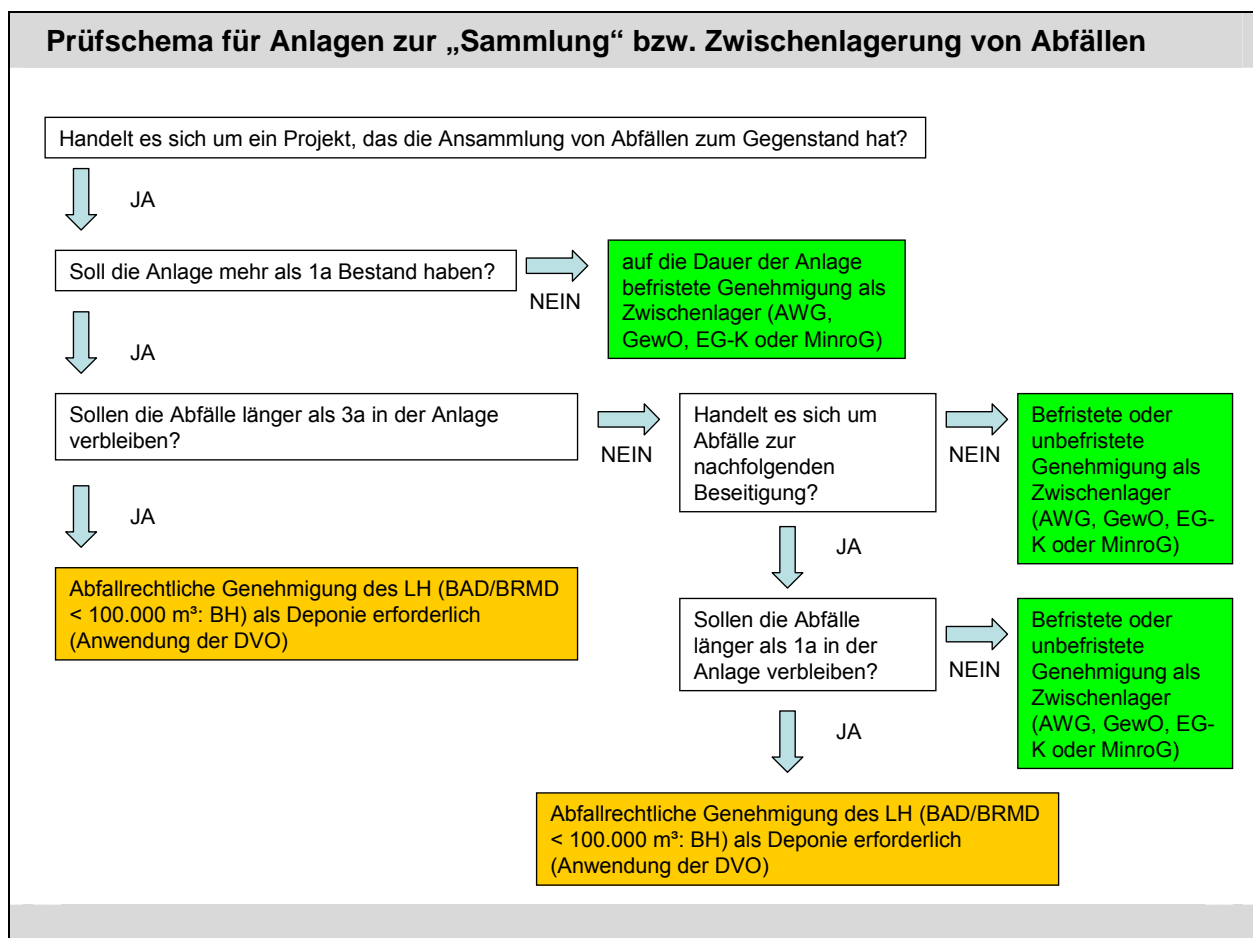 Prüfschema für Anlagen zur „Sammlung“ bzw. Zwischenlagerung von Abfällen
Handelt es sich um ein Projekt, das die Ansammlung von Abfällen zum Gegenstand hat?
JA
Soll die Anlage mehr als 1a Bestand haben?
NEIN
auf die Dauer der Anlage
befristete Genehmigung als
Zwischenlager (AWG,
GewO, EG-K oder MinroG)
JA
Sollen die Abfälle länger als 3a in der Anlage
verbleiben?
NEIN
Handelt es sich um
Abfälle zur
nachfolgenden
Beseitigung?
NEIN
Befristete oder
unbefristete
Genehmigung als
Zwischenlager
(AWG, GewO, EG-
K oder MinroG)
JA
Abfallrechtliche Genehmigung des LH (BAD/BRMD
< 100.000 m³: BH) als Deponie erforderlich
(Anwendung der DVO)
JA
Sollen die Abfälle
länger als 1a in der
Anlage verbleiben?
NEIN
Befristete oder
unbefristete
Genehmigung als
Zwischenlager
(AWG, GewO, EG-
K oder MinroG)
JA
Abfallrechtliche Genehmigung des LH (BAD/BRMD
< 100.000 m³: BH) als Deponie erforderlich
(Anwendung der DVO)